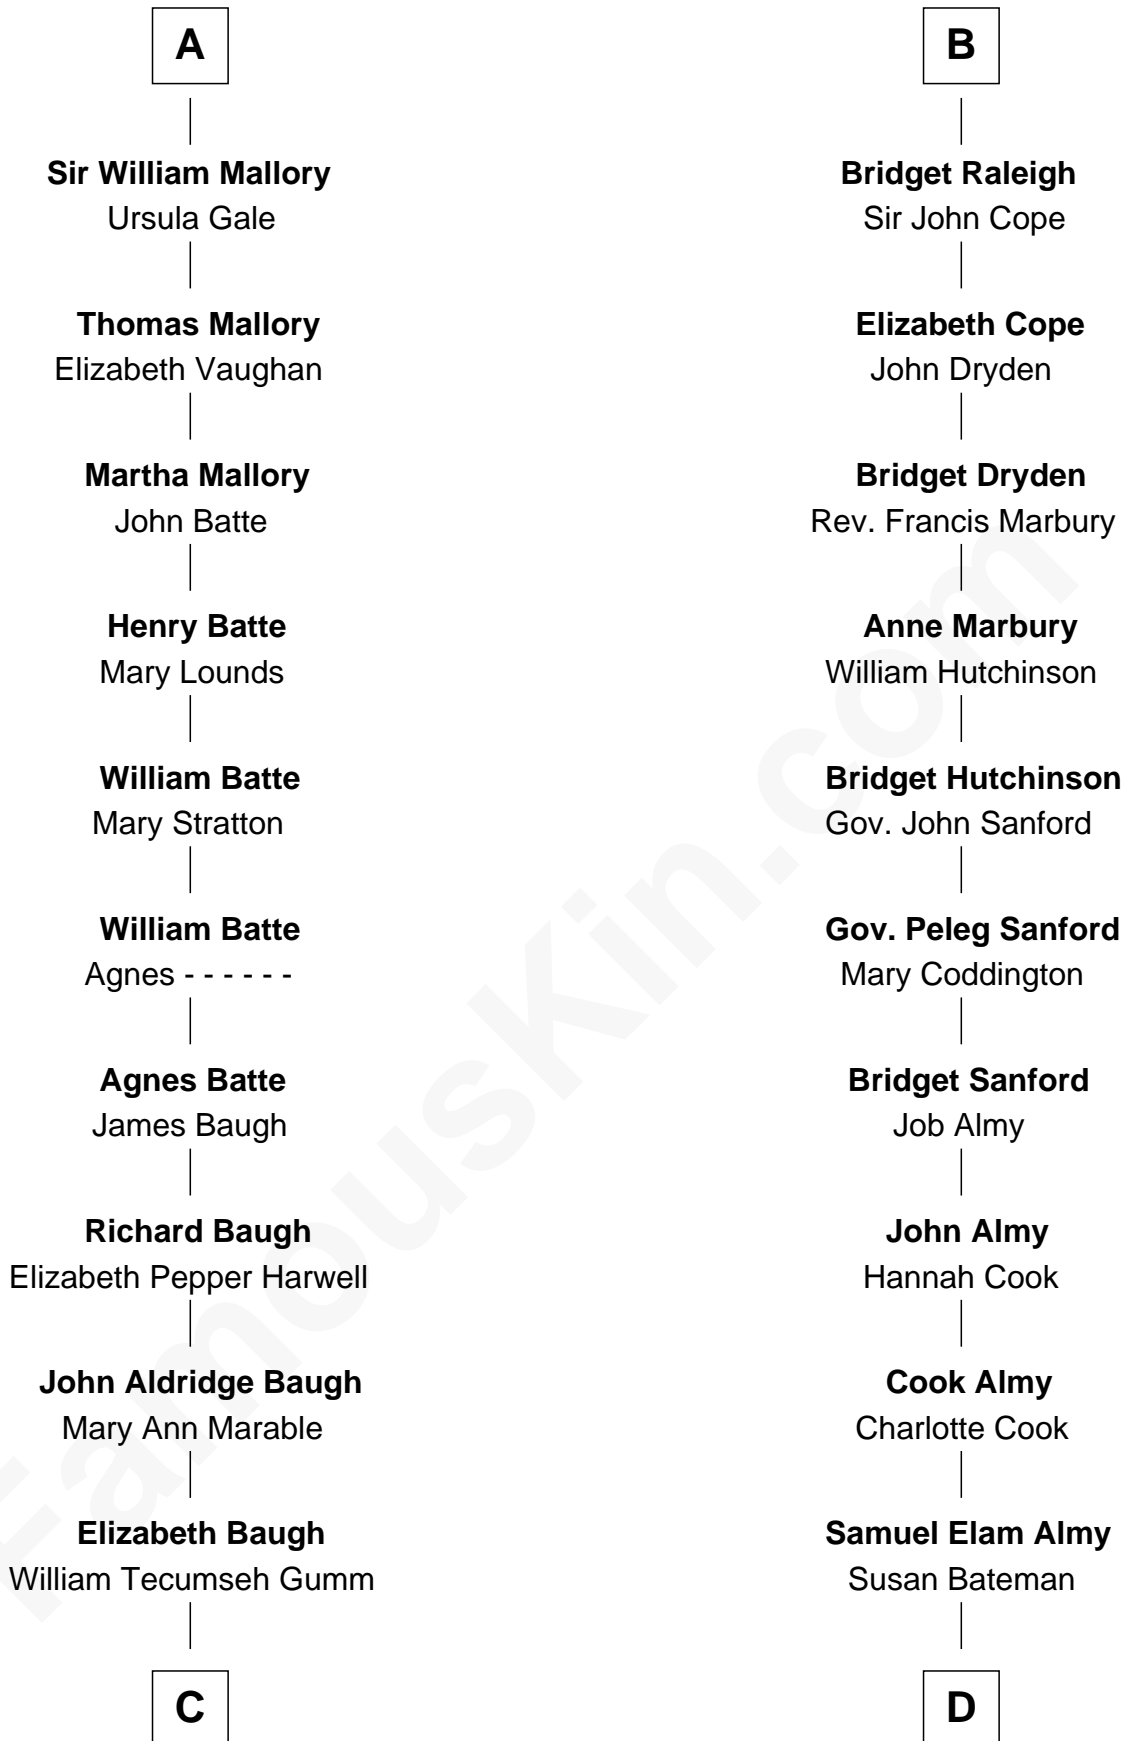 A
Sir William Mallory
Ursula Gale
Thomas Mallory
Elizabeth Vaughan
Martha Mallory
John Batte
Henry Batte
Mary Lounds
William Batte
Mary Stratton
William Batte
Agnes - - - - - -
Agnes Batte
James Baugh
Richard Baugh
Elizabeth Pepper Harwell
John Aldridge Baugh
Mary Ann Marable
Elizabeth Baugh
William Tecumseh Gumm
C
B
Bridget Raleigh
Sir John Cope
Elizabeth Cope
John Dryden
Bridget Dryden
Rev. Francis Marbury
Anne Marbury
William Hutchinson
Bridget Hutchinson
Gov. John Sanford
Gov. Peleg Sanford
Mary Coddington
Bridget Sanford
Job Almy
John Almy
Hannah Cook
Cook Almy
Charlotte Cook
Samuel Elam Almy
Susan Bateman
D
FamousKin.com